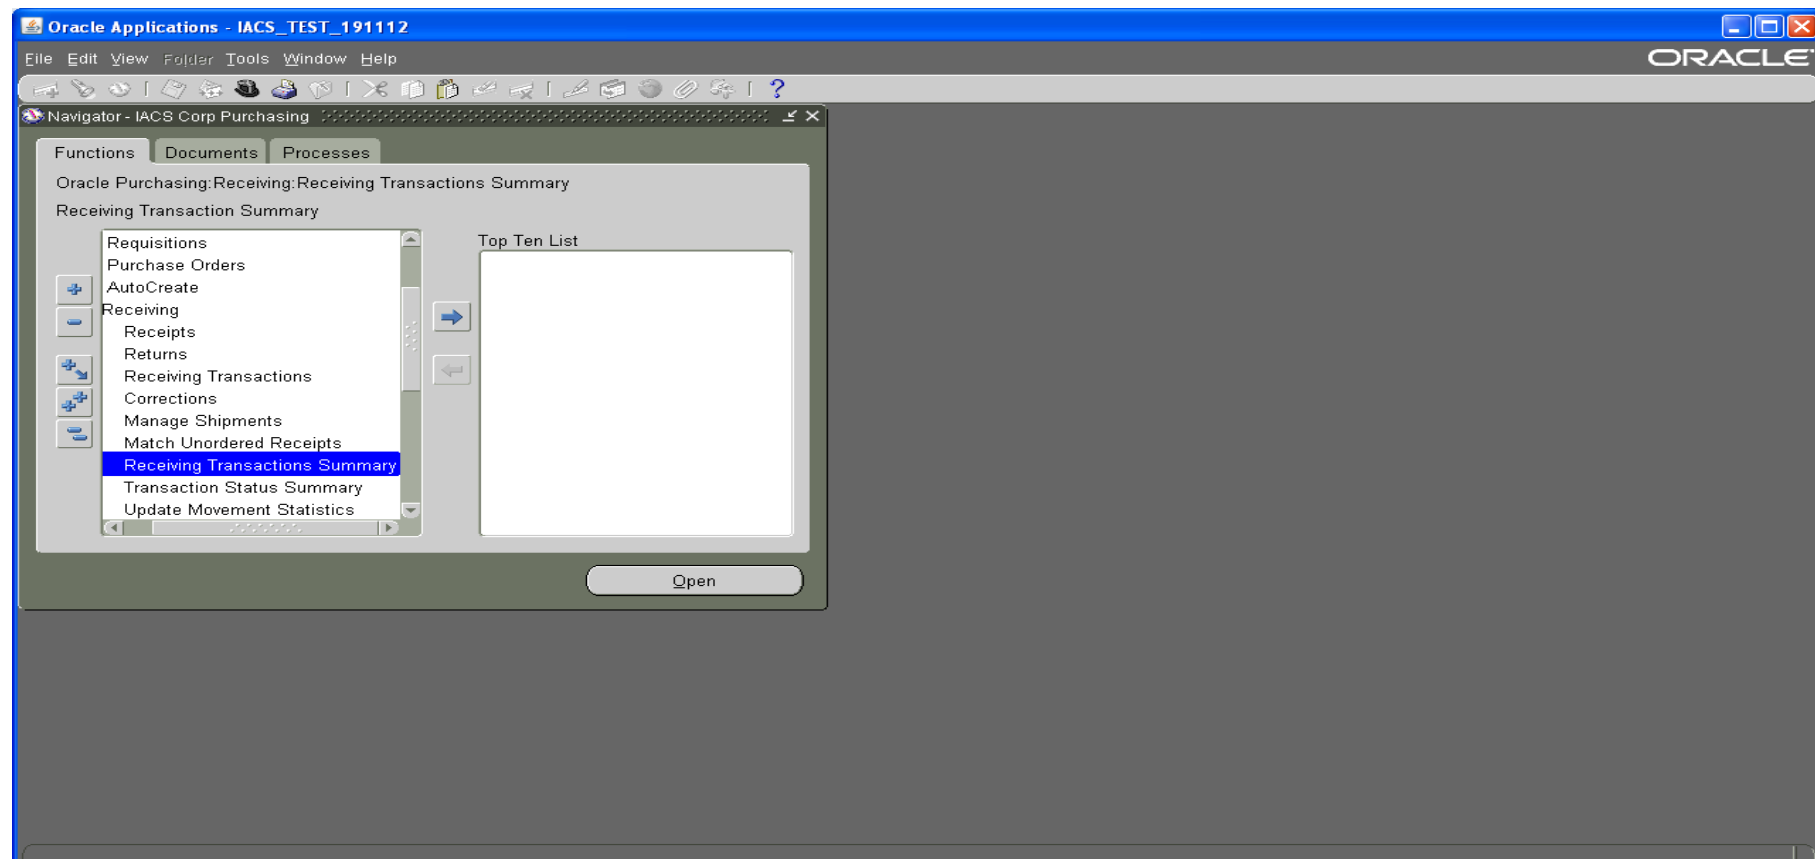 Oracle Applications - IACS_TEST_191112
File Edit View Folder Tools Window Help
ORACLE
Navigator - IACS Corp Purchasing
Functions Documents Processes
Oracle Purchasing:Receiving:Receiving Transactions Summary
Receiving Transaction Summary
Top Ten List
Requisitions
Purchase Orders
AutoCreate
Receiving
Receipts
Returns
Receiving Transactions
Corrections
Manage Shipments
Match Unordered Receipts
Receiving Transactions Summary
Transaction Status Summary
Update Movement Statistics
Open